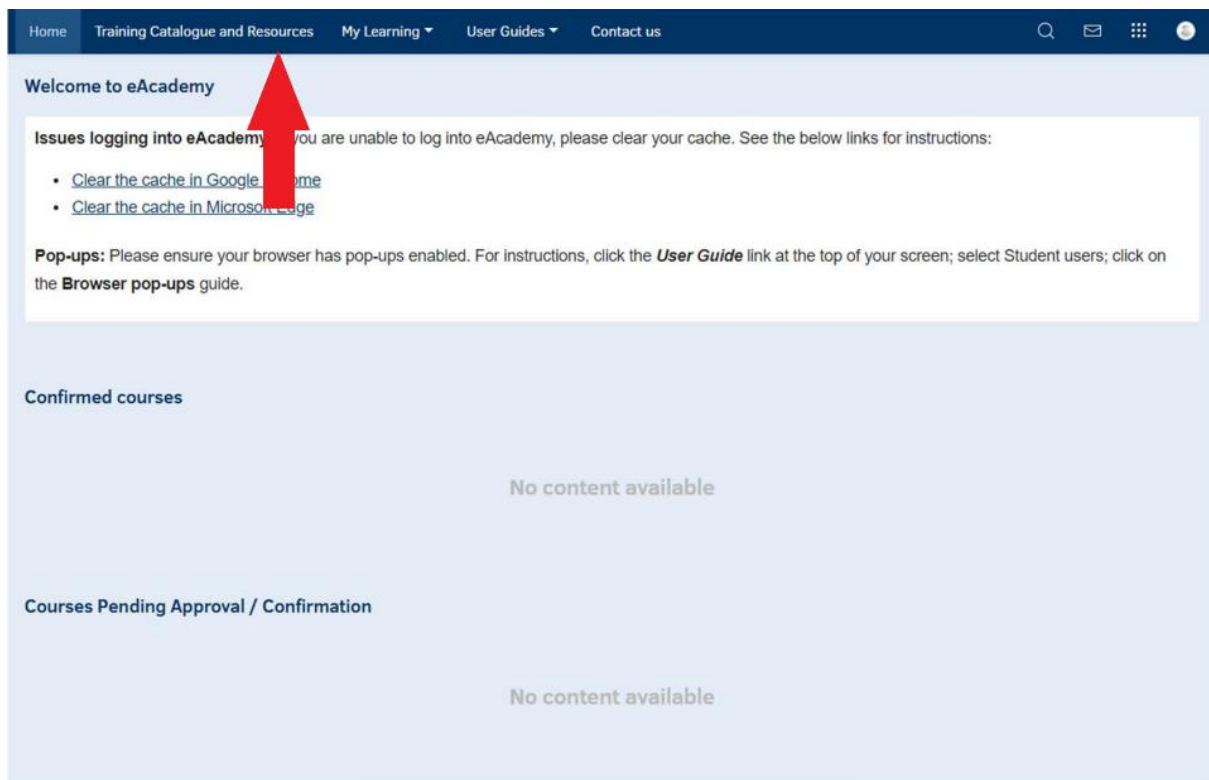 Home Training Catalogue and Resources My Learning User Guides Contact us
Welcome to eAcademy
Issues logging into eAcademy you are unable to log into eAcademy, please clear your cache. See the below links for instructions:
• Clear the cache in Google
• Clear the cache in Microsoft Edge
Pop-ups: Please ensure your browser has pop-ups enabled. For instructions, click the User Guide link at the top of your screen; select Student users; click on
the Browser pop-ups guide.
Confirmed courses
No content available
Courses Pending Approval / Confirmation
No content available